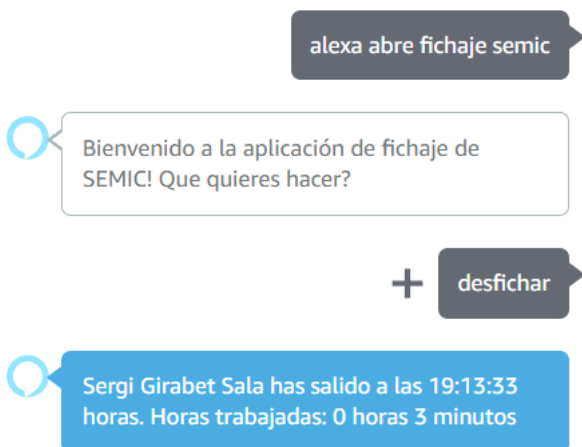 alexa abre fichaje semic
Bienvenido a la aplicación de fichaje de
SEMIC! Que quieres hacer?
+ desfichar
Sergi Girabet Sala has salido a las 19:13:33
horas. Horas trabajadas: 0 horas 3 minutos